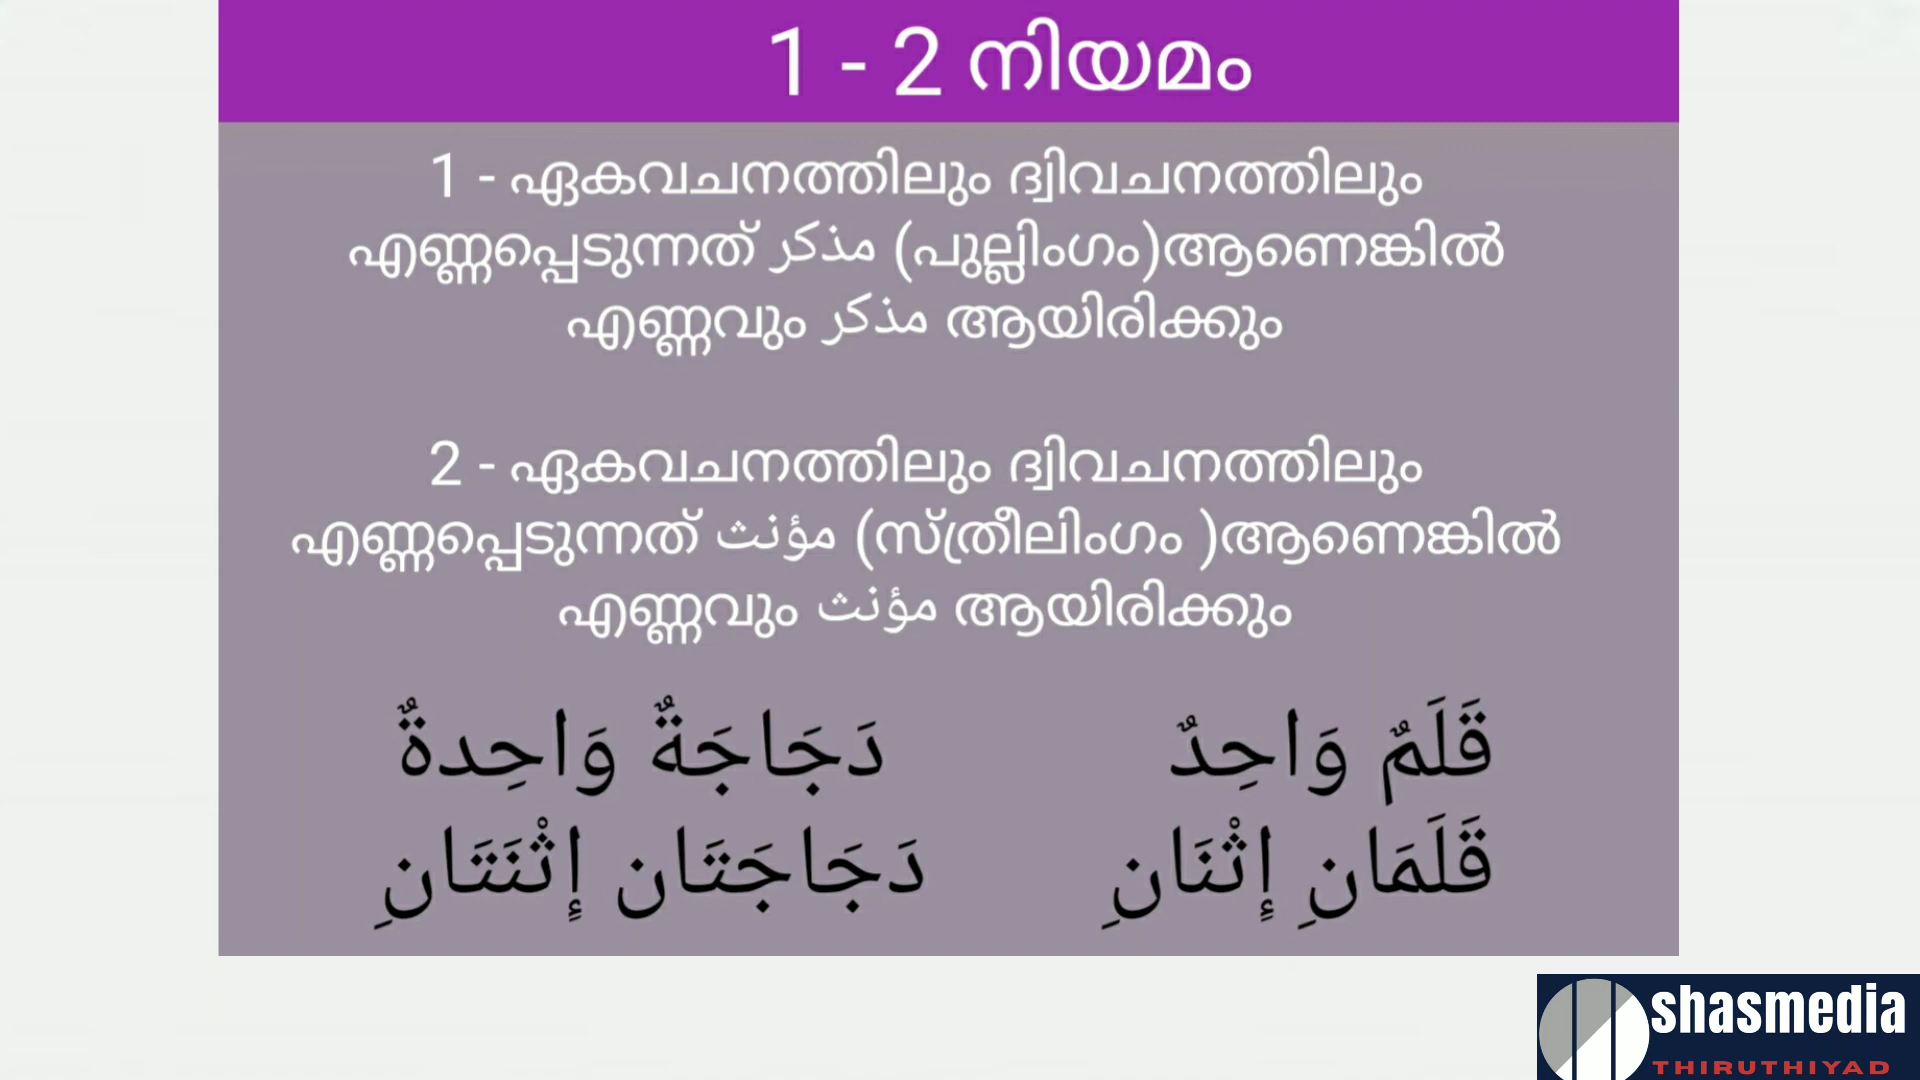 1 - 2 നിയമം
1 - ഏകവചനത്തിലും ദ്വിവചനത്തിലും
എണ്ണപ്പെടുന്നത് مذكر (പുല്ലിംഗം)ആണെങ്കിൽ
എണ്ണവും مذكر ആയിരിക്കും
2 - ഏകവചനത്തിലും ദ്വിവചനത്തിലും
എണ്ണപ്പെടുന്നത് مؤنث (സ്ത്രീലിംഗം )ആണെങ്കിൽ
എണ്ണവും مؤنث ആയിരിക്കും
قَلَمٌ وَاحِدٌ دَجَاجَةٌ وَاحِدةٌ
قَلَمَانِ إِثْنَانِ دَجَاجَتَان إِثْنَتَانِ
shasmedia
THIRUTHIYAD